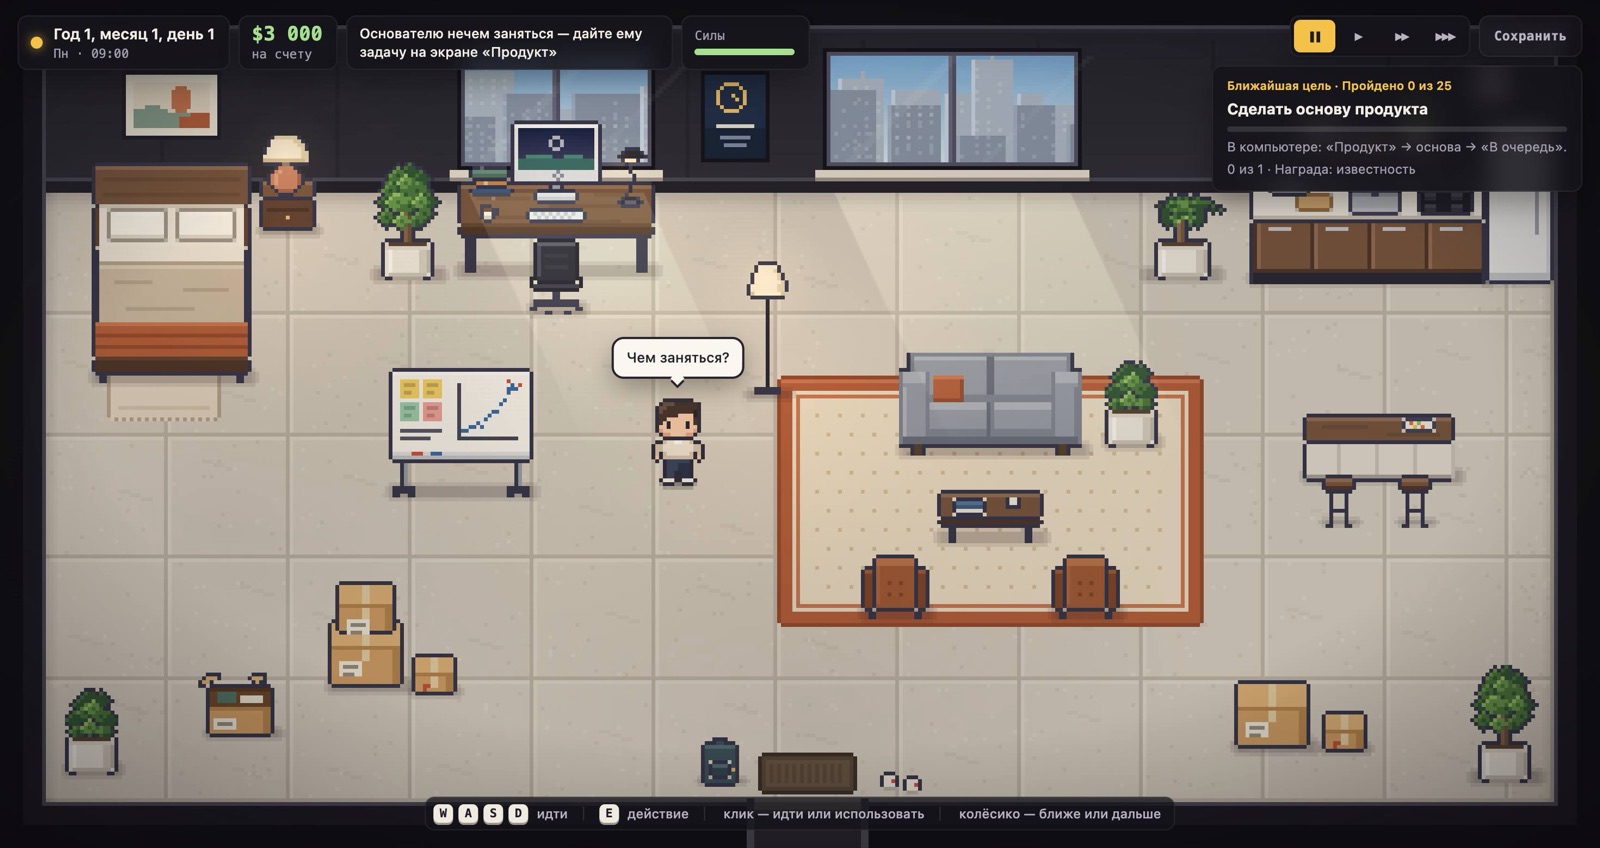 Год 1, месяц 1, день 1
Пн · 09:00
$3 000
на счету
Основателю нечем заняться — дайте ему
задачу на экране «Продукт»
Силы
Сохранить
Ближайшая цель · Пройдено 0 из 25
Сделать основу продукта
В компьютере: «Продукт» → основа → «В очередь».
0 из 1 · Награда: известность
Чем заняться?
W A S D идти
E действие
клик — идти или использовать
колёсико — ближе или дальше